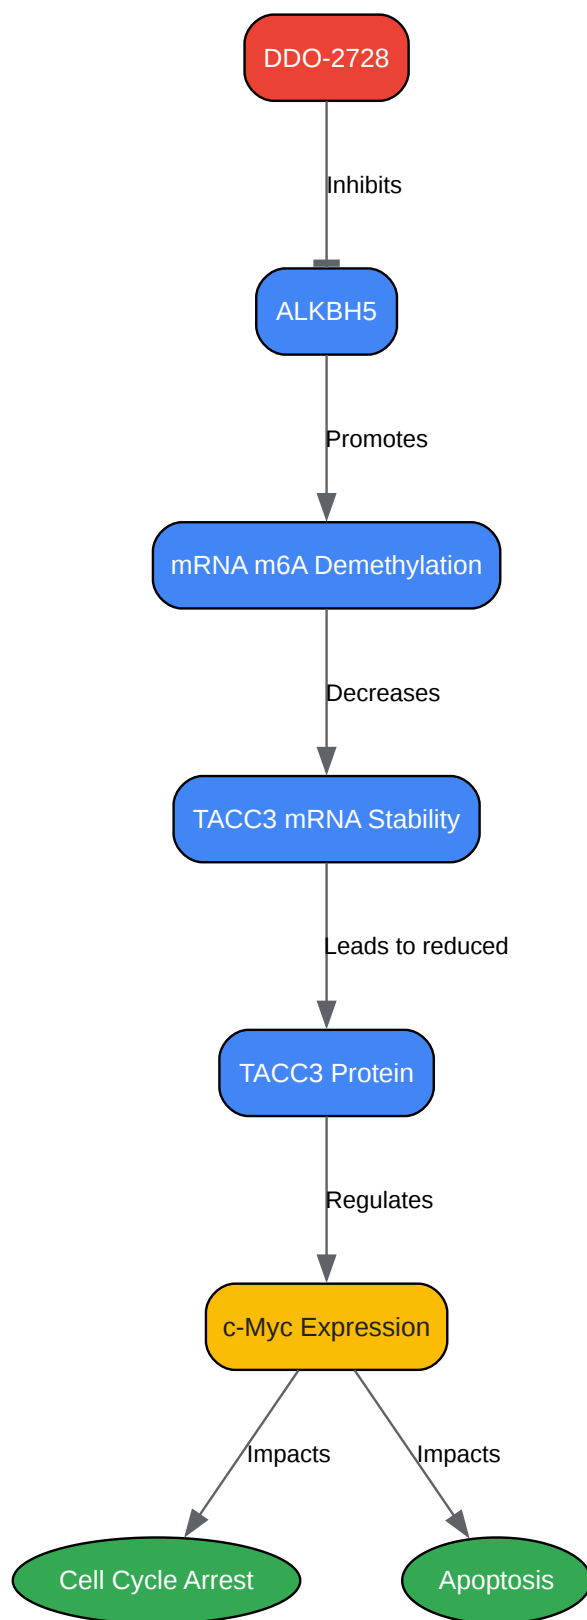 DDO-2728
Inhibits
ALKBH5
Promotes
mRNA m6A Demethylation
Decreases
TACC3 mRNA Stability
Leads to reduced
TACC3 Protein
Regulates
c-Myc Expression
Impacts
Impacts
Cell Cycle Arrest
Apoptosis